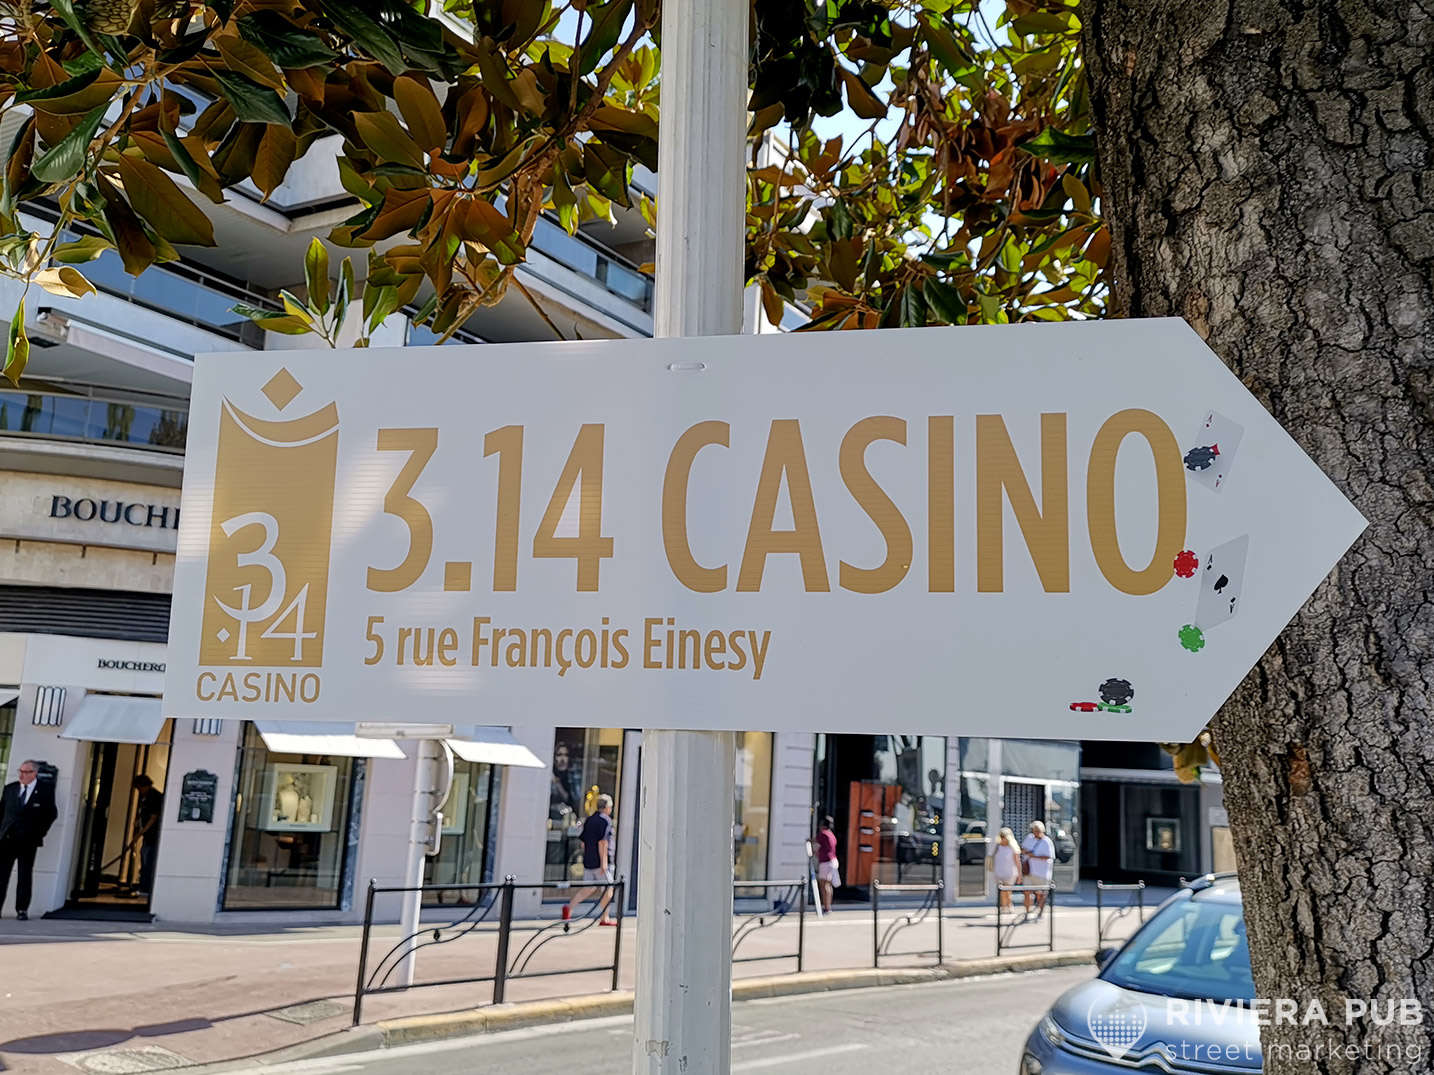 3.14 CASINO
5 rue François Einesy
3
.14
CASINO
BOUCHE
BOUCHERO
RIVIERA PUB
street marketing